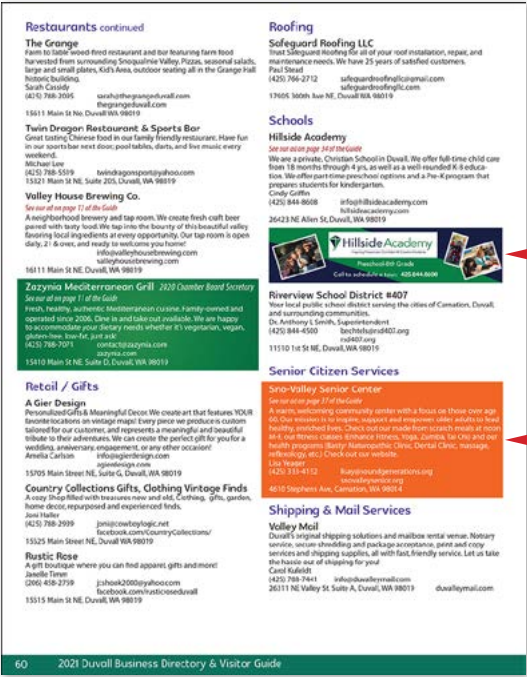 Restaurants continued
The Grange
Farm to Table wood-fired restaurant and bar featuring farm food
harvested from surrounding Snoqualmie Valley. Pizzas, seasonal salads,
large and small plates, Kid's Area, outdoor seating all in the Grange Hall
historic building.
Sarah Cassidy
(425) 788-2095 sarah@thegrangeduvall.com
thegrangeduvall.com
15611 Main St Ne, Duvall WA 98019
Twin Dragon Restaurant & Sports Bar
Great tasting Chinese food in our family friendly restaurant. Have fun
in our sports bar next door; pool tables, darts, and live music every
weekend.
Michael Lee
(425) 788-5519 twindragonsport@yahoo.com
15321 Main St NE, Suite 205, Duvall, WA 98019
Valley House Brewing Co.
See our ad on page 12 of the Guide
A neighborhood brewery and tap room. We create fresh craft beer
paired with tasty food. We tap into the bounty of this beautiful valley
favoring local ingredients at every opportunity. Our tap room is open
daily, 21 & over, and ready to welcome you home!
info@valleyhousebrewing.com
valleyhousebrewing.com
16111 Main St NE, Duvall, WA 98019
Zazynia Mediterranean Grill 2020 Chamber Board Secretary
See our ad on page 11 of the Guide
Fresh, healthy, authentic Mediterranean cuisine. Family-owned and
operated since 2006. Dine in and take out available. We are happy
to accommodate your dietary needs whether it's vegetarian, vegan,
gluten-free, low-fat, just ask!
(425) 788-7071 contact@zazynia.com
zazynia.com
15410 Main St NE, Suite D, Duvall, WA 98019
Retail / Gifts
A Gier Design
Personalized Gifts & Meaningful Decor. We create art that features YOUR
favorite locations on vintage maps! Every piece we produce is custom
tailored for our customer, and represents a meaningful and beautiful
tribute to their adventures. We can create the perfect gift for you for a
wedding, anniversary, engagement, or any other occasion!
Amelia Carlson info@agierdesign.com
agierdesign.com
15705 Main Street NE, Suite G, Duvall, WA 98019
Country Collections Gifts, Clothing Vintage Finds
A cozy Shop filled with treasures new and old, Clothing, gifts, garden,
home decor, repurposed and experienced finds.
Joni Haller
(425) 788-2999 joni@cowboylogic.net
facebook.com/CountryCollections/
15525 Main Street NE, Duvall WA 98019
Rustic Rose
A gift boutique where you can find apparel, gifts and more!
Janelle Timm
(206) 458-2759 jcshook2000@yahoo.com
facebook.com/rusticroseduvall
15515 Main St NE, Duvall, WA 98019
Roofing
Safeguard Roofing LLC
Trust Safeguard Roofing for all of your roof installation, repair, and
maintenance needs. We have 25 years of satisfied customers.
Paul Stead
(425) 766-2712 safeguardroofingllc@gmail.com
safeguardroofingllc.com
17505 300th Ave NE, Duvall WA 98019
Schools
Hillside Academy
See our ad on page 34 of the Guide
We are a private, Christian School in Duvall. We offer full-time child care
from 18 months through 4 yrs, as well as a well-rounded K-8 educa-
tion. We offer part-time preschool options and a Pre-K program that
prepares students for kindergarten.
Cindy Griffin
(425) 844-8608 info@hillsideacademy.com
hillsideacademy.com
26423 NE Allen St, Duvall, WA 98019
Hillside Academy
Preschool-8th Grade
Call to schedule a tour: 425.844.8608
Riverview School District #407
Your local public school district serving the cities of Carnation, Duvall,
and surrounding communities.
Dr. Anthony L Smith, Superintendent
(425) 844-4500 bechtels@rsd407.org
rsd407.org
11510 1st St NE, Duvall, WA 98019
Senior Citizen Services
Sno-Valley Senior Center
See our ad on page 37 of the Guide
A warm, welcoming community center with a focus on those over age
60. Our mission is to inspire, support and empower older adults to lead
healthy, enriched lives. Check out our made from scratch meals at noon
M-F, our fitness classes (Enhance Fitness, Yoga, Zumba, Tai Chi) and our
health programs (Bastyr Naturopathic Clinic, Dental Clinic, massage,
reflexology, etc.) Check out our website.
Lisa Yeager
(425) 333-4152 lisay@soundgenerations.org
snovalleysenior.org
4610 Stephens Ave, Carnation, WA 98014
Shipping & Mail Services
Valley Mail
Duvall's original shipping solutions and mailbox rental venue. Notary
service, secure shredding and package acceptance, print and copy
services and shipping supplies, all with fast, friendly service. Let us take
the hassle out of shipping for you!
Carol Kufeldt
(425) 788-7441 info@duvalleymail.com
26311 NE Valley St. Suite A, Duvall, WA 98019 duvalleymail.com
60 2021 Duvall Business Directory & Visitor Guide